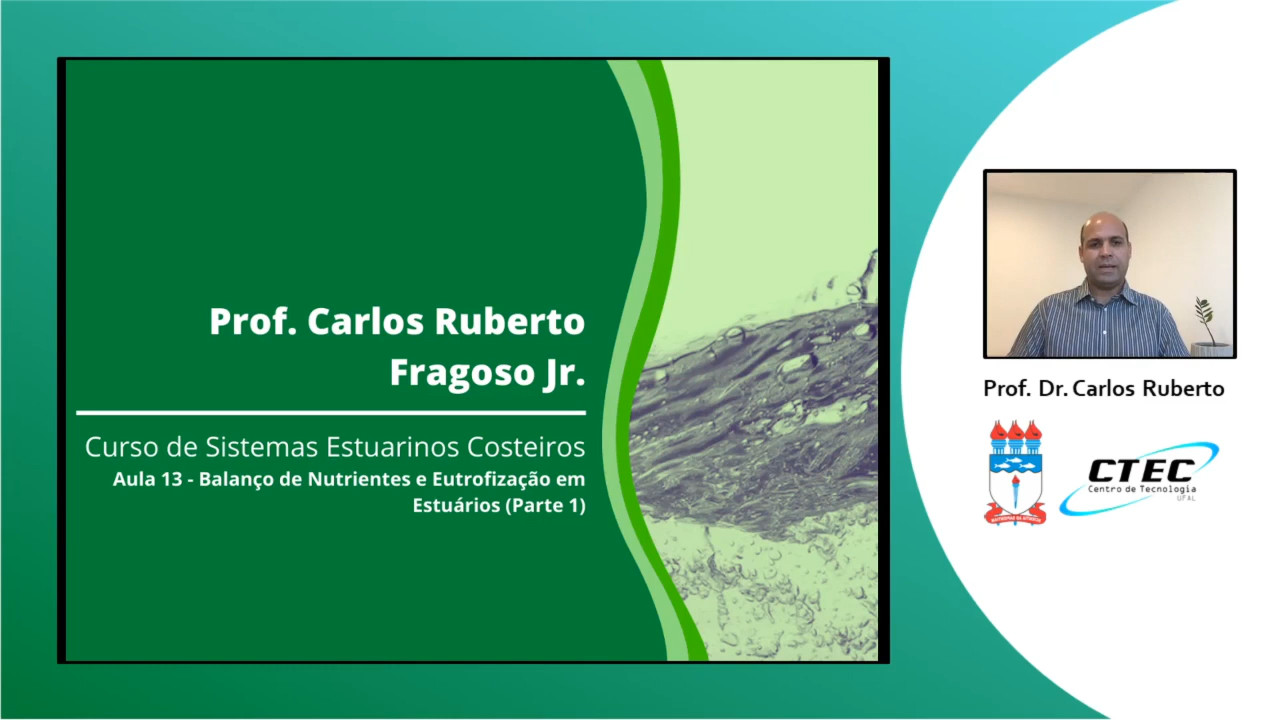 Prof. Carlos Ruberto
Fragoso Jr.
Curso de Sistemas Estuarinos Costeiros
Aula 13 - Balanço de Nutrientes e Eutrofização em
Estuários (Parte 1)
Prof. Dr. Carlos Ruberto
CTEC
Centro de Tecnologia
UFAL